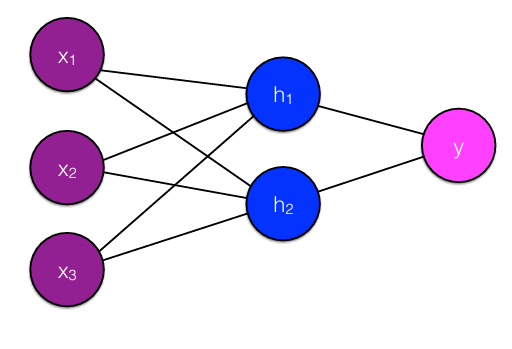 x₁
h₁
x₂
y
h₂
x₃